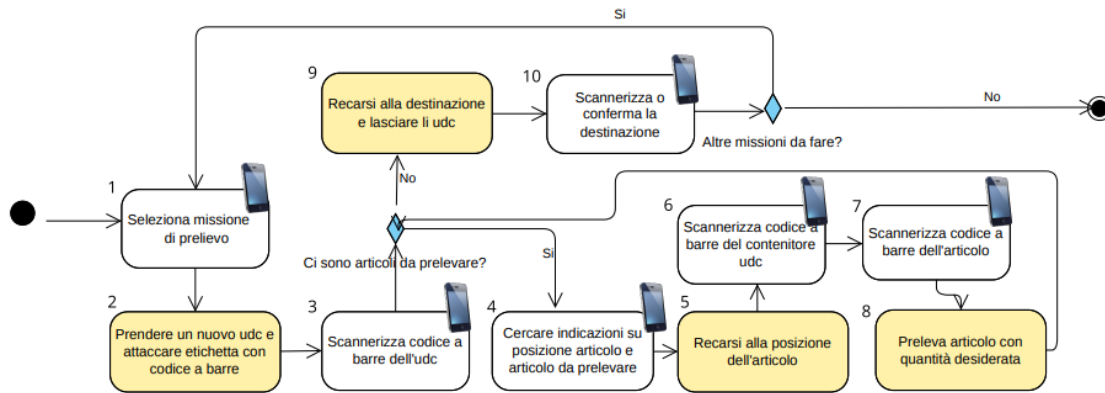 Si
9
Recarsi alla destinazione
e lasciare li udc
10
Scannerizza o
conferma la
destinazione
No
Altre missioni da fare?
1
Seleziona missione
di prelievo
No
Ci sono articoli da prelevare?
Si
6
Scannerizza codice a
barre del contenitore
udc
7
Scannerizza codice a
barre dell'articolo
2
Prendere un nuovo udc e
attaccare etichetta con
codice a barre
3
Scannerizza codice a
barre dell'udc
4
Cercare indicazioni su
posizione articolo e
articolo da prelevare
5
Recarsi alla posizione
dell'articolo
8
Preleva articolo con
quantità desiderata